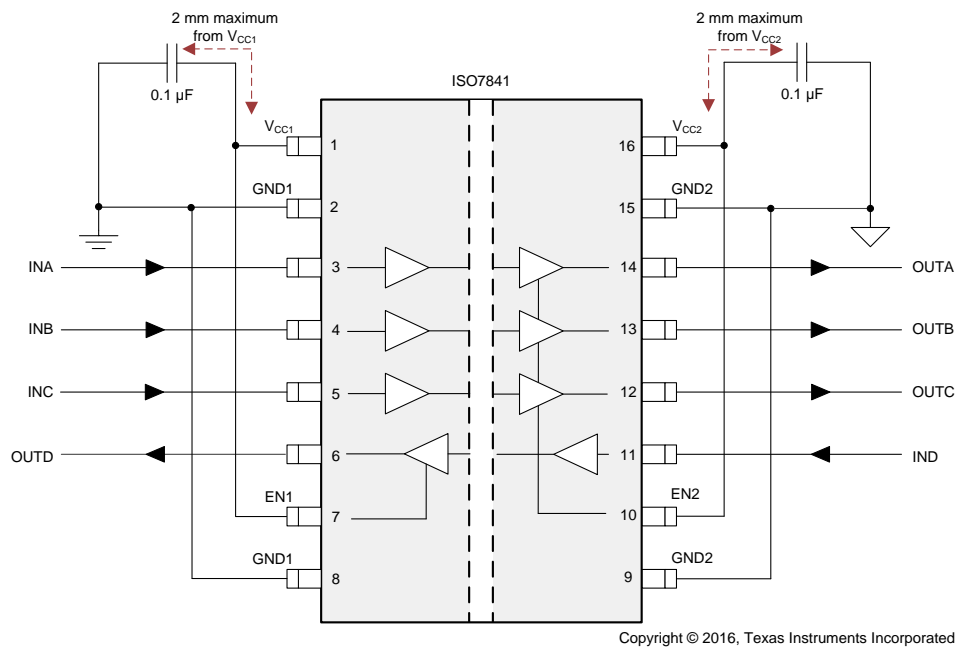 2 mm maximum
from VCC1
2 mm maximum
from VCC2
0.1 µF
0.1 µF
ISO7841
VCC1
1
16
VCC2
GND1
2
15
GND2
INA
3
14
OUTA
INB
4
13
OUTB
INC
5
12
OUTC
OUTD
6
11
IND
EN1
7
10
EN2
GND1
8
9
GND2
Copyright © 2016, Texas Instruments Incorporated